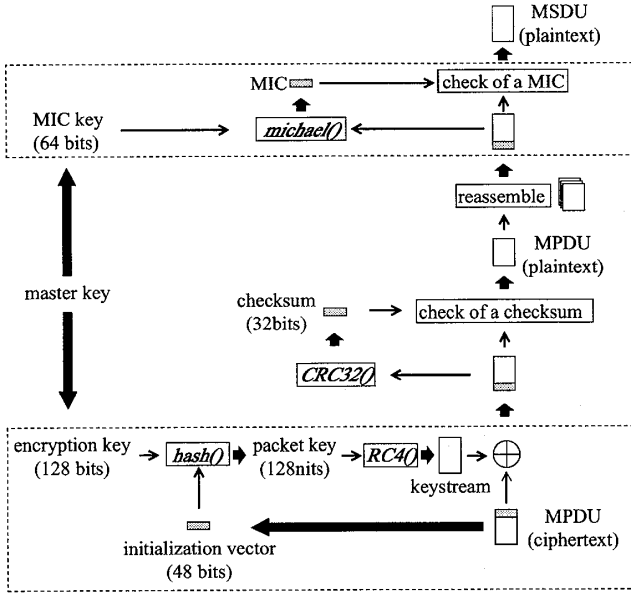 MSDU
(plaintext)
MIC
check of a MIC
MIC key
(64 bits)
michael()
reassemble
MPDU
(plaintext)
master key
checksum
(32bits)
check of a checksum
CRC32()
encryption key
(128 bits)
hash()
packet key
(128nits)
RC4()
keystream
MPDU
(ciphertext)
initialization vector
(48 bits)